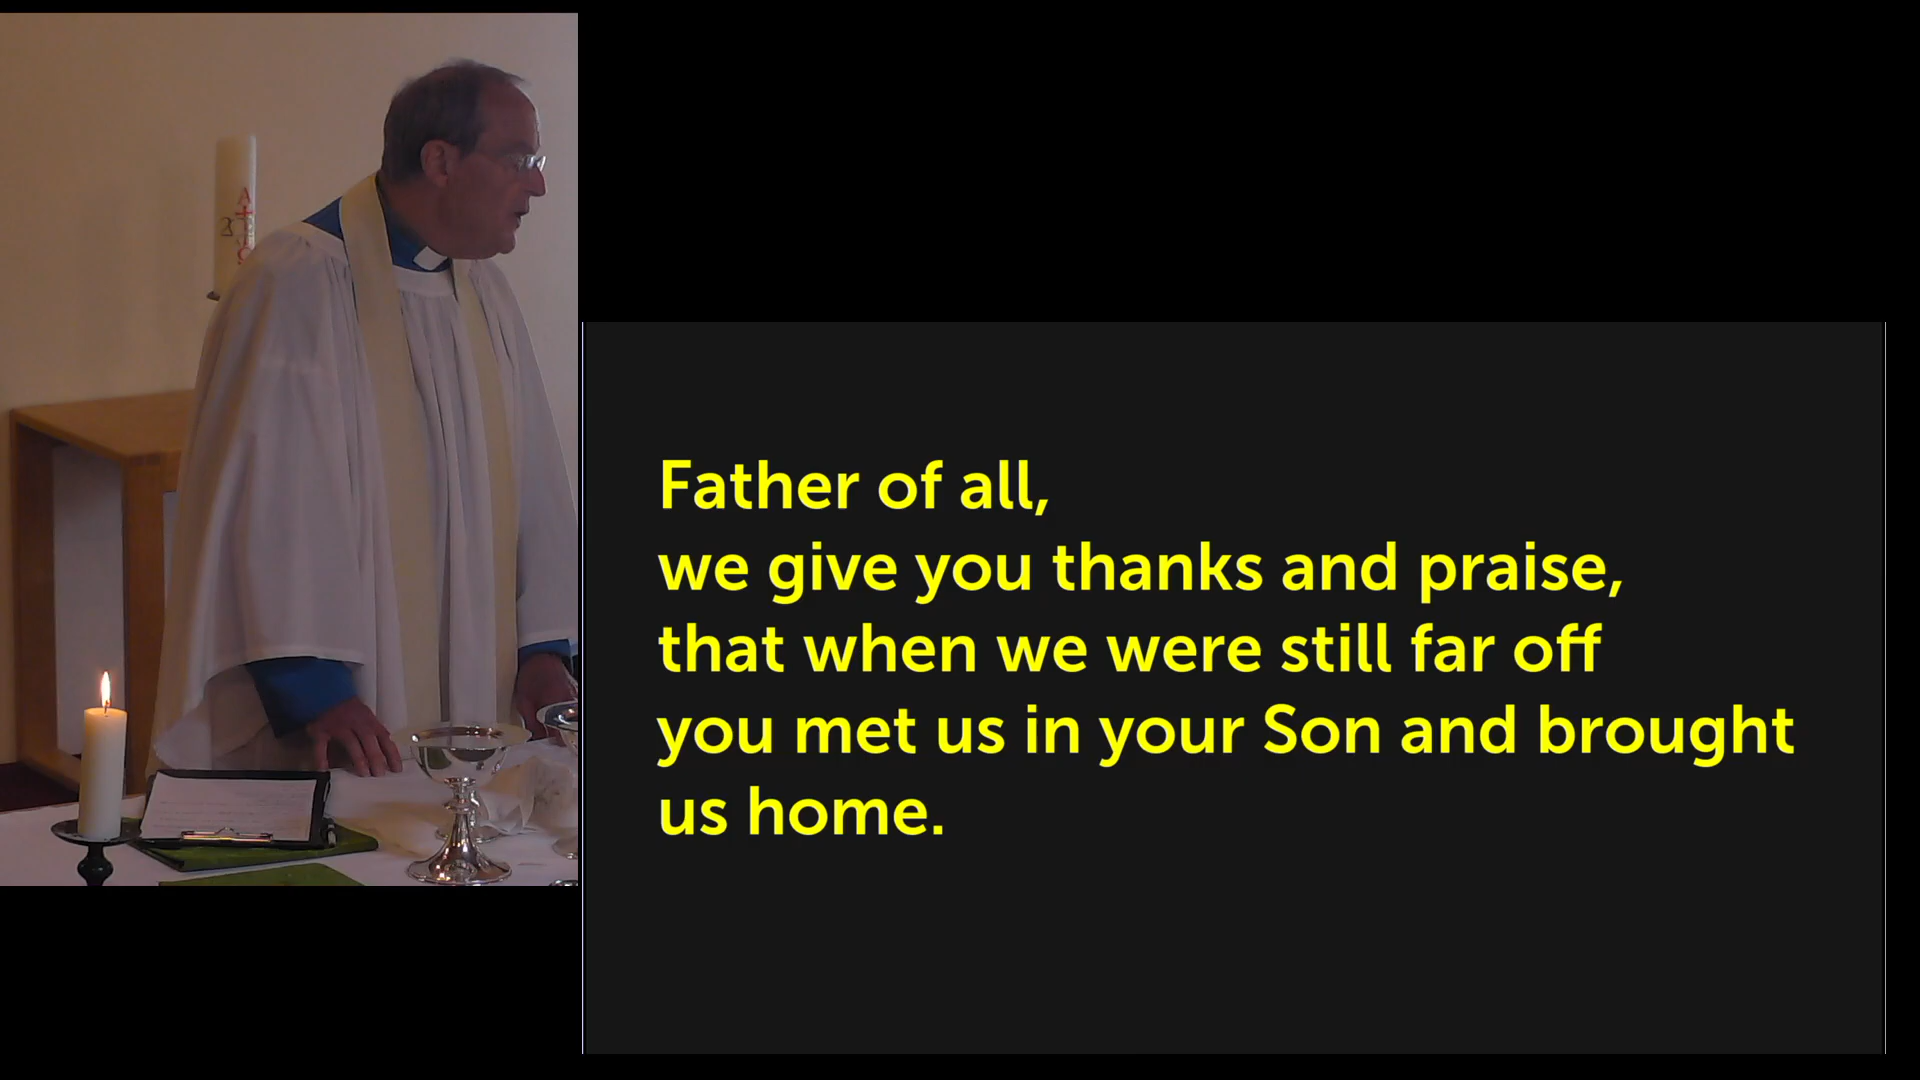 Father of all,
we give you thanks and praise,
that when we were still far off
you met us in your Son and brought
us home.
A